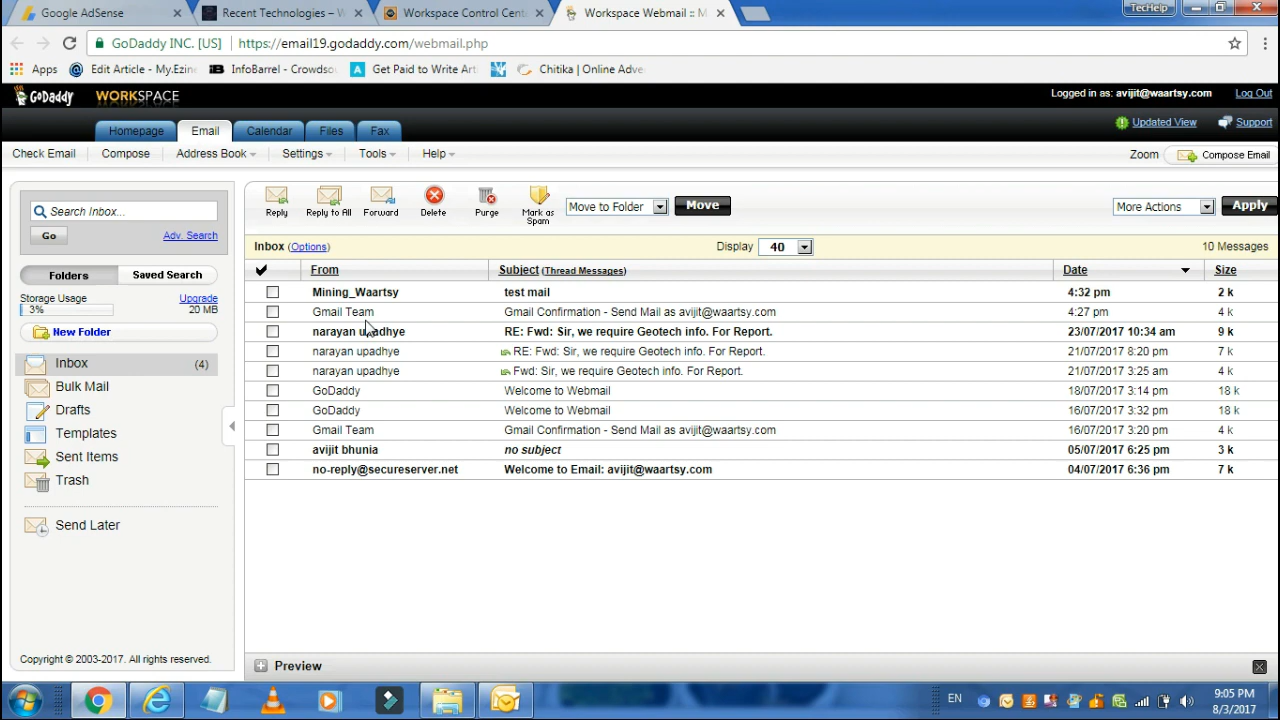 Google AdSense
Recent Technologies – W
Workspace Control Cent
Workspace Webmail :: M
TecHelp
GoDaddy INC. [US]
https://email19.godaddy.com/webmail.php
Apps
Edit Article - My.Ezine
InfoBarrel - Crowdsou
Get Paid to Write Arti
Chitika | Online Adve
GoDaddy
WORKSPACE
Logged in as: avijit@waartsy.com
Log Out
Homepage
Email
Calendar
Files
Fax
Updated View
Support
Check Email
Compose
Address Book
Settings
Tools
Help
Zoom
Compose Email
Search Inbox...
Go
Adv. Search
Folders
Saved Search
Storage Usage
Upgrade
3%
20 MB
New Folder
Inbox
(4)
Bulk Mail
Drafts
Templates
Sent Items
Trash
Send Later
Copyright © 2003-2017. All rights reserved.
Reply
Reply to All
Forward
Delete
Purge
Mark as
Spam
Move to Folder
Move
More Actions
Apply
Inbox (Options)
Display
40
10 Messages
From
Subject (Thread Messages)
Date
Size
Mining_Waartsy test mail 4:32 pm 2 k
Gmail Team Gmail Confirmation - Send Mail as avijit@waartsy.com 4:27 pm 4 k
narayan upadhye RE: Fwd: Sir, we require Geotech info. For Report. 23/07/2017 10:34 am 9 k
narayan upadhye RE: Fwd: Sir, we require Geotech info. For Report. 21/07/2017 8:20 pm 7 k
narayan upadhye Fwd: Sir, we require Geotech info. For Report. 21/07/2017 3:25 am 4 k
GoDaddy Welcome to Webmail 18/07/2017 3:14 pm 18 k
GoDaddy Welcome to Webmail 16/07/2017 3:32 pm 18 k
Gmail Team Gmail Confirmation - Send Mail as avijit@waartsy.com 16/07/2017 3:20 pm 4 k
avijit bhunia no subject 05/07/2017 6:25 pm 3 k
no-reply@secureserver.net Welcome to Email: avijit@waartsy.com 04/07/2017 6:36 pm 7 k
Preview
EN
9:05 PM
8/3/2017